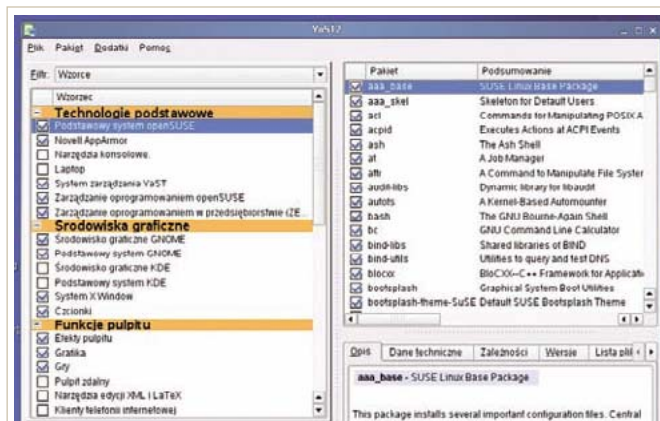 YaST2
Plik Pakiet Dodatki Pomoc
Filtr: Wzorce
Wzorzec
Technologie podstawowe
Podstawowy system openSUSE
Novell AppArmor
Narzędzia konsolowe.
Laptop
System zarządzania YaST
Zarządzanie oprogramowaniem openSUSE
Zarządzanie oprogramowaniem w przedsiębiorstwie (ZE...
Środowiska graficzne
Środowisko graficzne GNOME
Podstawowy system GNOME
Środowisko graficzne KDE
Podstawowy system KDE
System X Window
Czcionki
Funkcje pulpitu
Efekty pulpitu
Grafika
Gry
Pulpit zdalny
Narzędzia edycji XML i LaTeX
Klienty telefonii internetowej
Pakiet Podsumowanie
aaa_base SUSE Linux Base Package
aaa_skel Skeleton for Default Users
acl Commands for Manipulating POSIX A
acpid Executes Actions at ACPI Events
ash The Ash Shell
at A Job Manager
attr A Command to Manipulate File System
audit-libs Dynamic library for libaudit
autofs A Kernel-Based Automounter
bash The GNU Bourne-Again Shell
bc GNU Command Line Calculator
bind-libs Shared libraries of BIND
bind-utils Utilities to query and test DNS
blocxx BloCXX--C++ Framework for Applicati
bootsplash Graphical System Boot Utilities
bootsplash-theme-SuSE Default SUSE Bootsplash Theme
Opis Dane techniczne Zależności Wersje Lista plik
aaa_base - SUSE Linux Base Package
This package installs several important configuration files. Central